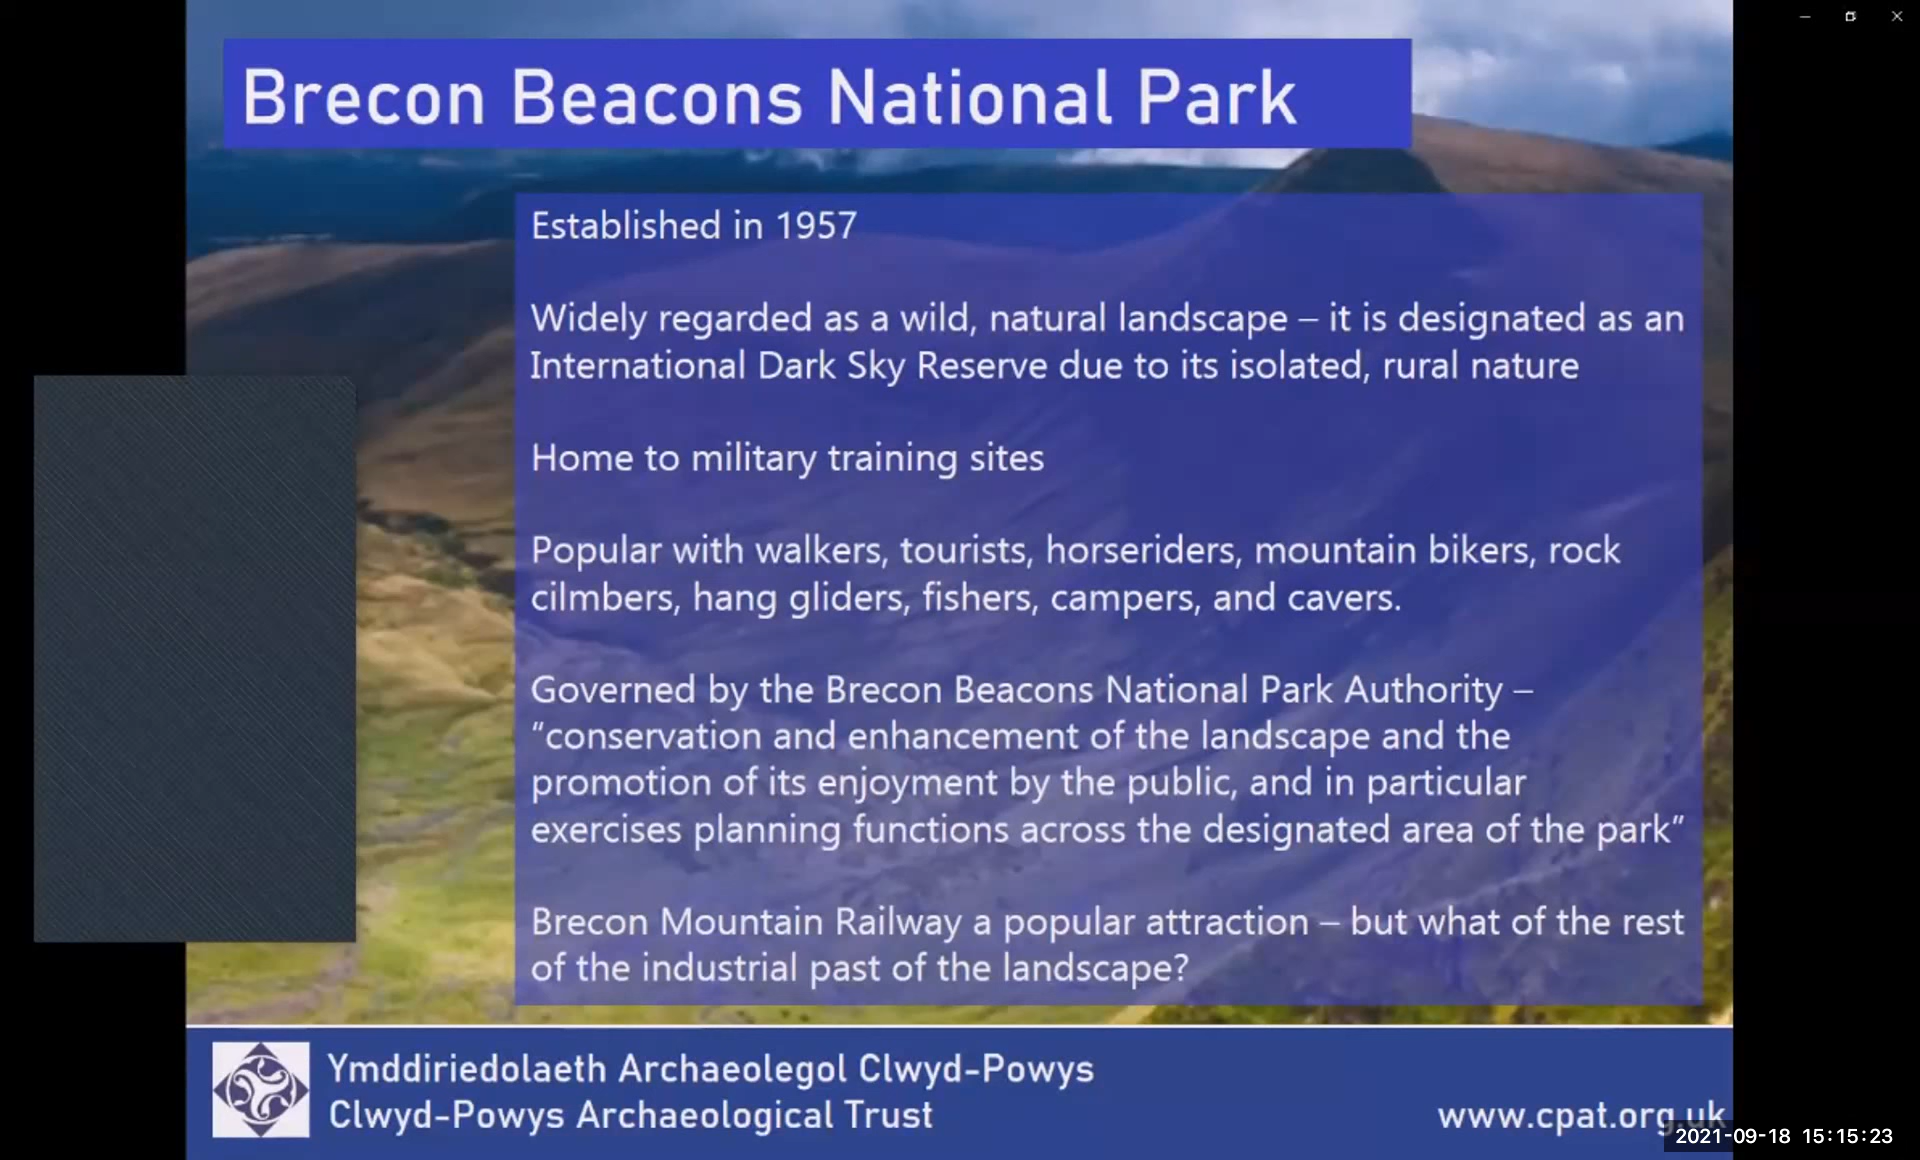 Brecon Beacons National Park
Established in 1957
Widely regarded as a wild, natural landscape – it is designated as an
International Dark Sky Reserve due to its isolated, rural nature
Home to military training sites
Popular with walkers, tourists, horseriders, mountain bikers, rock
cilmbers, hang gliders, fishers, campers, and cavers.
Governed by the Brecon Beacons National Park Authority –
“conservation and enhancement of the landscape and the
promotion of its enjoyment by the public, and in particular
exercises planning functions across the designated area of the park”
Brecon Mountain Railway a popular attraction – but what of the rest
of the industrial past of the landscape?
Ymddiriedolaeth Archaeolegol Clwyd-Powys
Clwyd-Powys Archaeological Trust
www.cpat.org.uk
2021-09-18 15:15:23